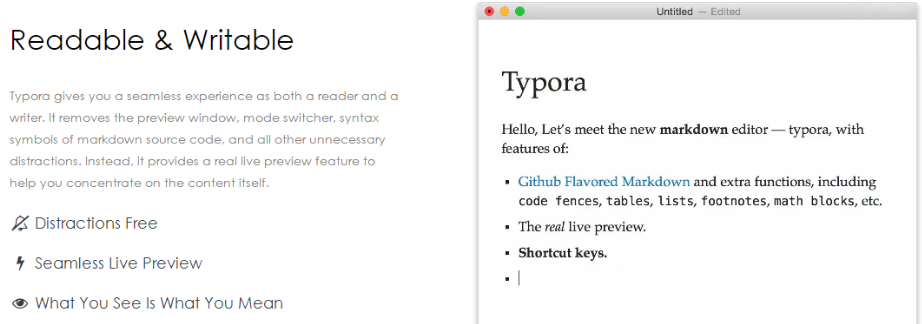 Readable & Writable
Typora gives you a seamless experience as both a reader and a
writer. It removes the preview window, mode switcher, syntax
symbols of markdown source code, and all other unnecessary
distractions. Instead, it provides a real live preview feature to
help you concentrate on the content itself.
Distractions Free
Seamless Live Preview
What You See Is What You Mean
Untitled — Edited
Typora
Hello, Let's meet the new markdown editor — typora, with
features of:
▪ Github Flavored Markdown and extra functions, including
code fences, tables, lists, footnotes, math blocks, etc.
▪ The real live preview.
▪ Shortcut keys.
▪